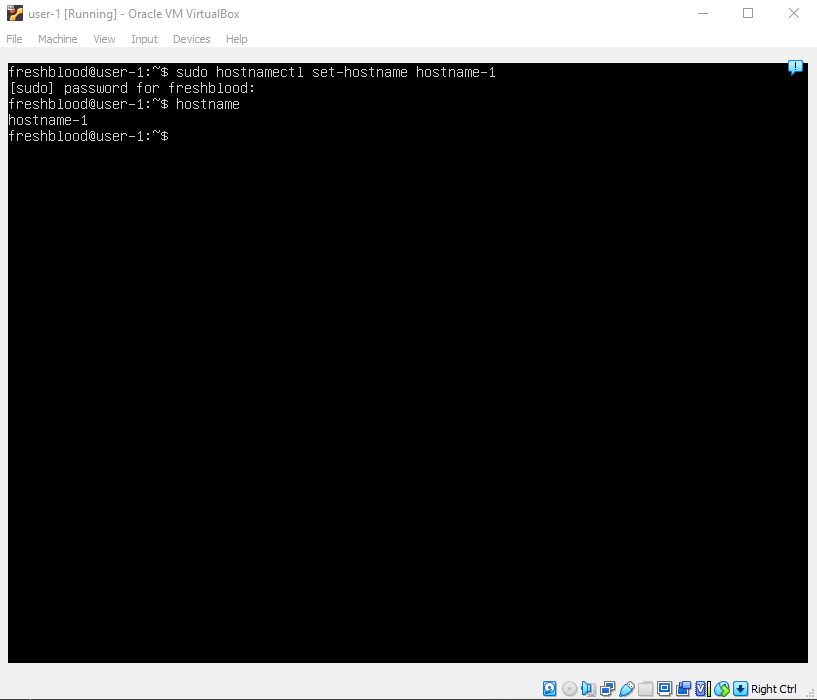 user-1 [Running] - Oracle VM VirtualBox
File Machine View Input Devices Help
freshblood@user-1:~$ sudo hostnamectl set-hostname hostname-1
[sudo] password for freshblood:
freshblood@user-1:~$ hostname
hostname-1
freshblood@user-1:~$
Right Ctrl